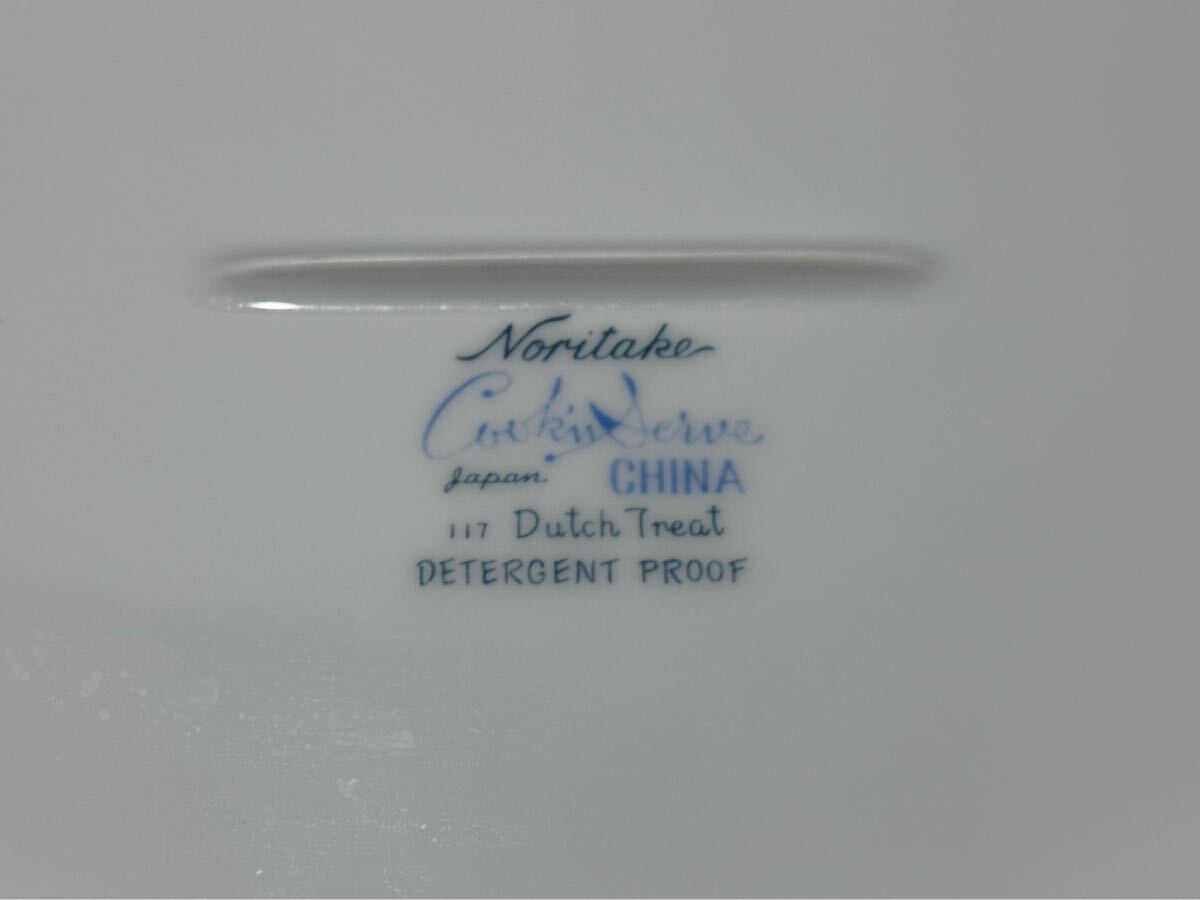 Noritake
Cook'n Serve
Japan CHINA
117 Dutch Treat
DETERGENT PROOF